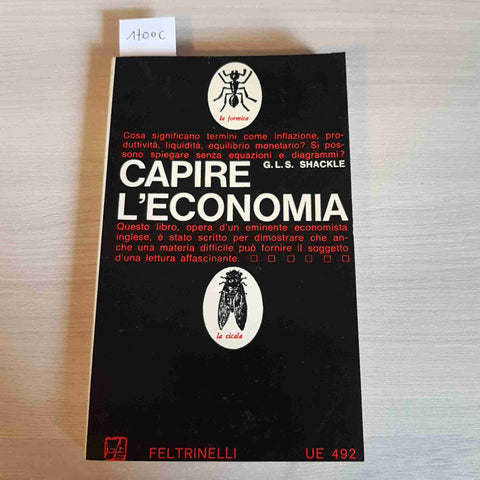 1700C
la formica
Cosa significano termini come inflazione, pro-
duttività, liquidità, equilibrio monetario? Si pos-
sono spiegare senza equazioni e diagrammi?
G.L.S. SHACKLE
CAPIRE
L'ECONOMIA
Questo libro, opera d'un eminente economista
inglese, è stato scritto per dimostrare che an-
che una materia difficile può fornire il soggetto
d'una lettura affascinante.
la cicala
FELTRINELLI UE 492